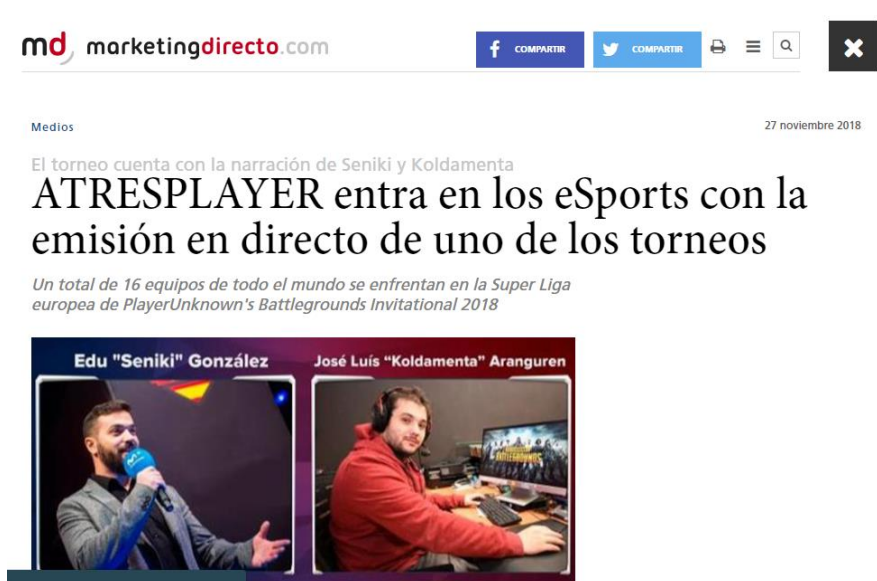 md marketingdirecto.com
COMPARTIR
COMPARTIR
Medios
27 noviembre 2018
El torneo cuenta con la narración de Seniki y Koldamenta
ATRESPLAYER entra en los eSports con la
emisión en directo de uno de los torneos
Un total de 16 equipos de todo el mundo se enfrentan en la Super Liga
europea de PlayerUnknown's Battlegrounds Invitational 2018
Edu "Seniki" González
José Luís “Koldamenta” Aranguren
BATTLEGROUNDS